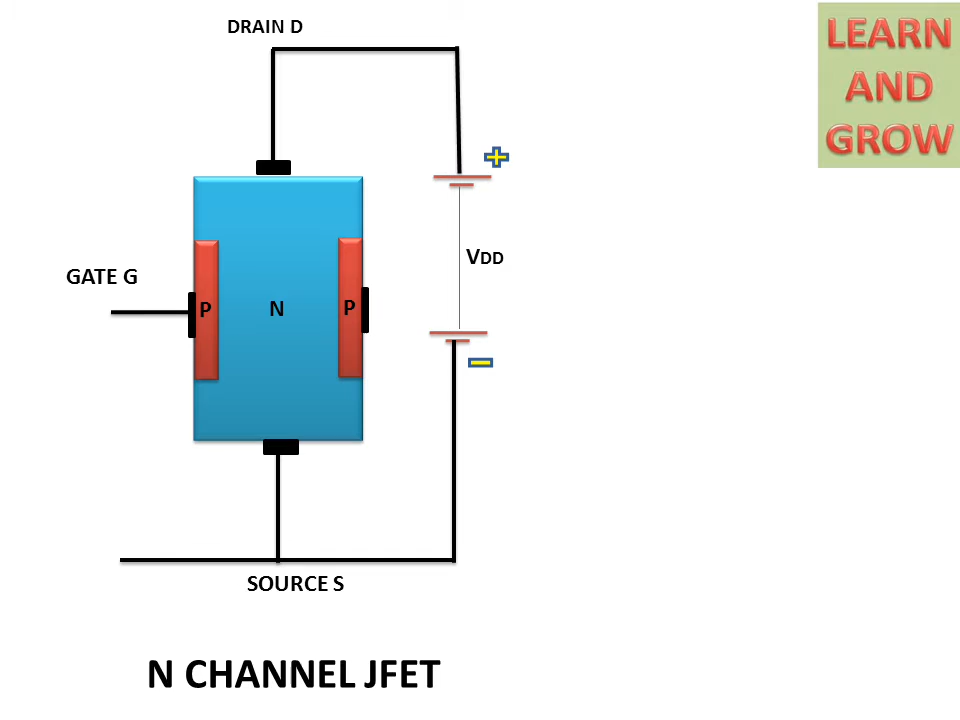 DRAIN D
LEARN
AND
GROW
VDD
GATE G
P
N
P
SOURCE S
N CHANNEL JFET